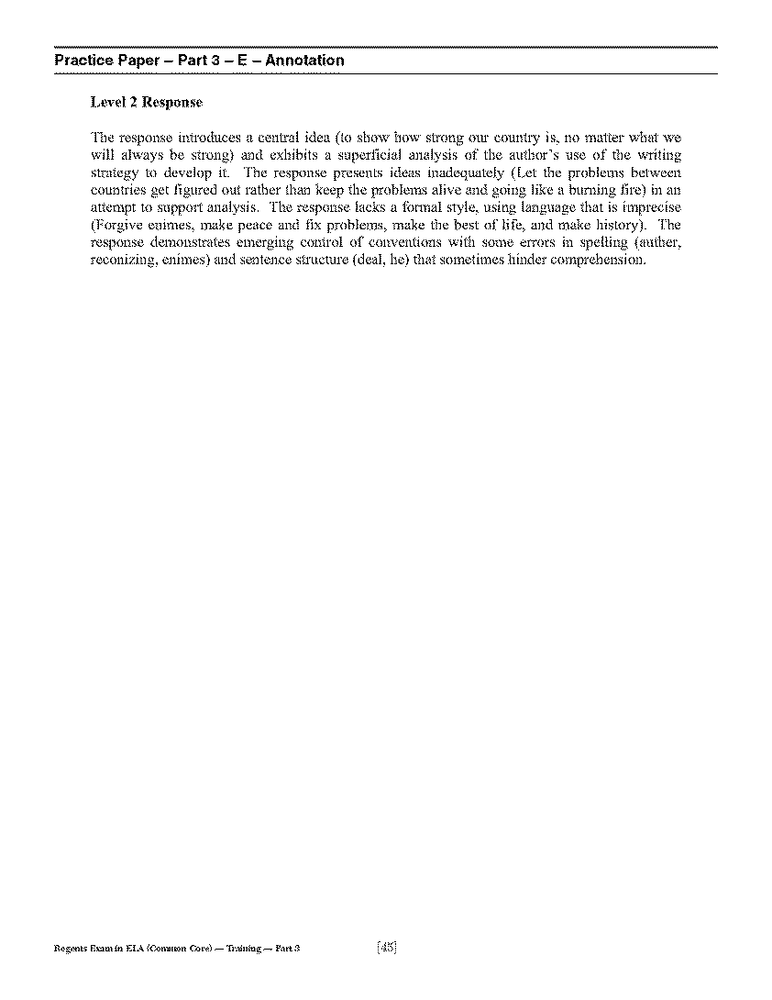 Practice Paper – Part 3 – E – Annotation
Level 2 Response
The response introduces a central idea (to show how strong our country is, no matter what we
will always be strong) and exhibits a superficial analysis of the author's use of the writing
strategy to develop it.  The response presents ideas inadequately (Let the problems between
countries get figured out rather than keep the problems alive and going like a burning fire) in an
attempt to support analysis.  The response lacks a formal style, using language that is imprecise
(Forgive enimes, make peace and fix problems, make the best of life, and make history).  The
response demonstrates emerging control of conventions with some errors in spelling (auther,
reconizing, enimes) and sentence structure (deal, he) that sometimes hinder comprehension.
Regents Exam in ELA (Common Core) — Training — Part 3 [45]